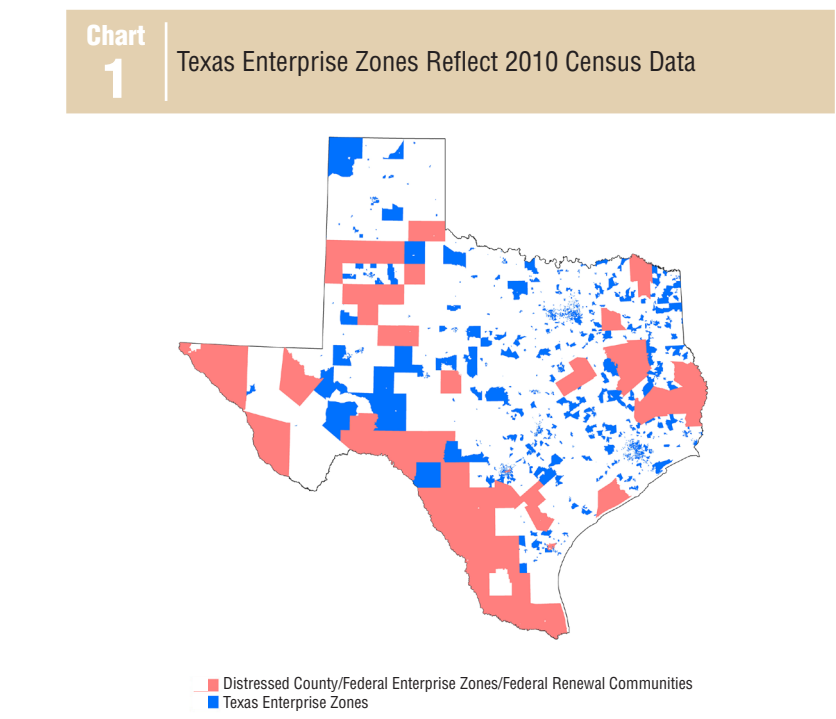 Chart
1
Texas Enterprise Zones Reflect 2010 Census Data
Distressed County/Federal Enterprise Zones/Federal Renewal Communities
Texas Enterprise Zones